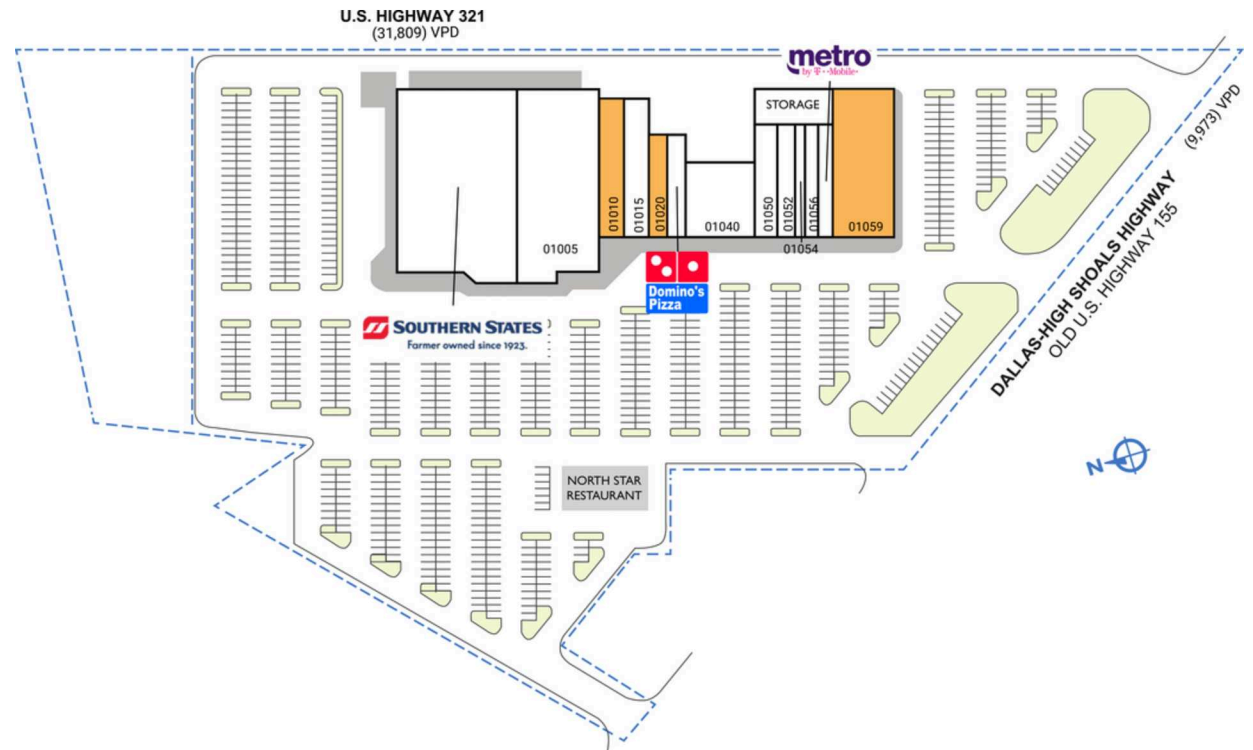 U.S. HIGHWAY 321
(31,809) VPD
metro
by T-Mobile
STORAGE
(9,973) VPD
01005
01010
01015
01020
01040
01050
01052
01054
01056
01059
Domino's
Pizza
SOUTHERN STATES
Farmer owned since 1923.
DALLAS-HIGH SHOALS HIGHWAY
OLD U.S. HIGHWAY 155
N
NORTH STAR
RESTAURANT